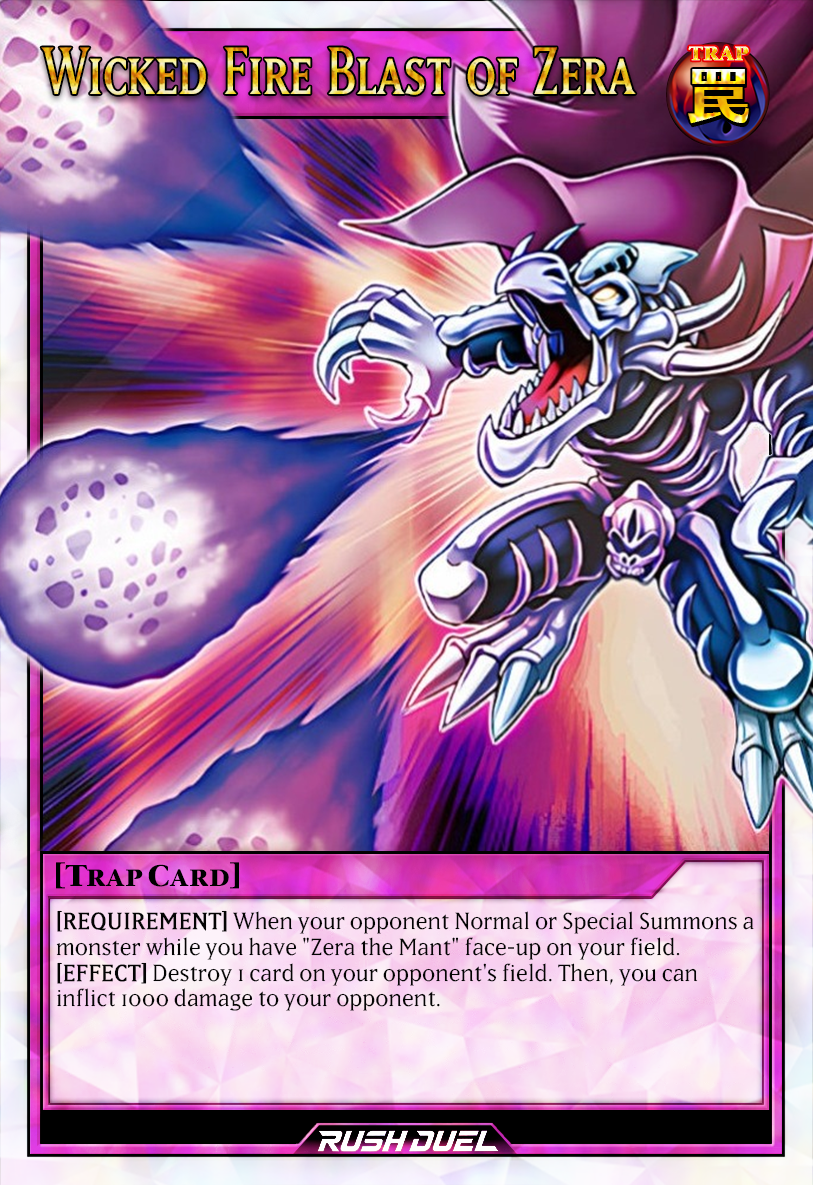 Wicked Fire Blast of Zera
TRAP
罠
[Trap Card]
[REQUIREMENT] When your opponent Normal or Special Summons a
monster while you have "Zera the Mant" face-up on your field.
[EFFECT] Destroy 1 card on your opponent's field. Then, you can
inflict 1000 damage to your opponent.
RUSH DUEL